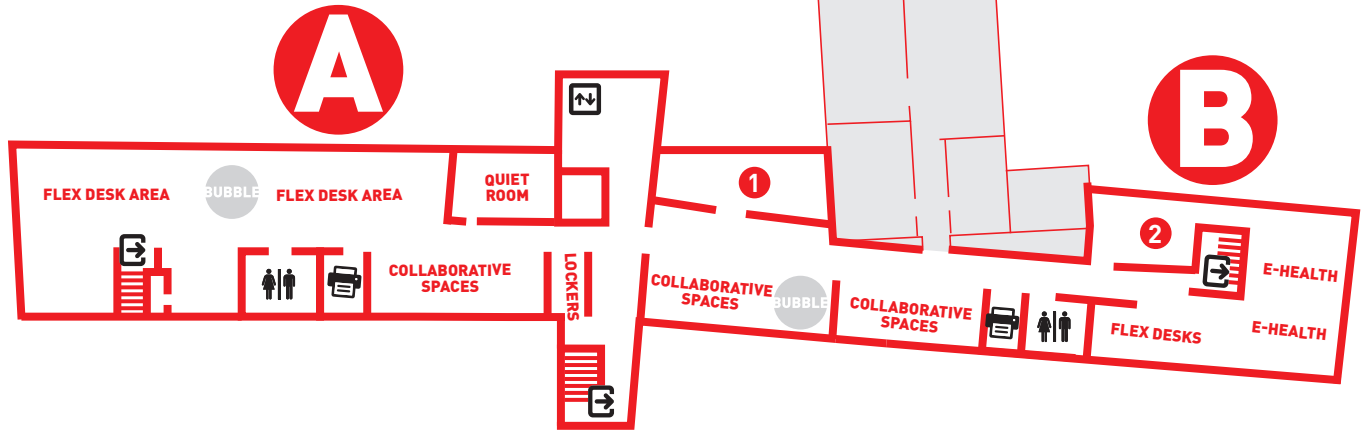 A
B
FLEX DESK AREA
BUBBLE
FLEX DESK AREA
QUIET
ROOM
1
2
E-HEALTH
COLLABORATIVE
SPACES
LOCKERS
COLLABORATIVE
SPACES
BUBBLE
COLLABORATIVE
SPACES
FLEX DESKS
E-HEALTH